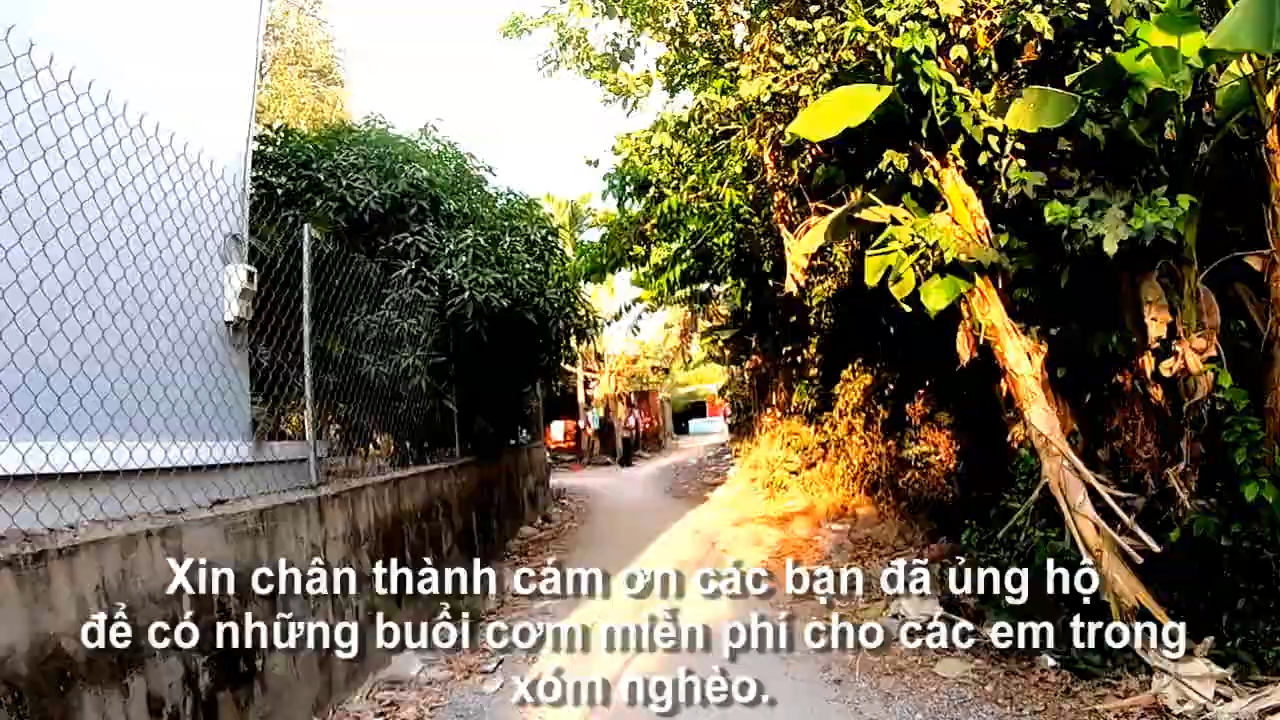 Xin chân thành cám ơn các bạn đã ủng hộ
để có những buổi cơm miễn phí cho các em trong
xóm nghèo.